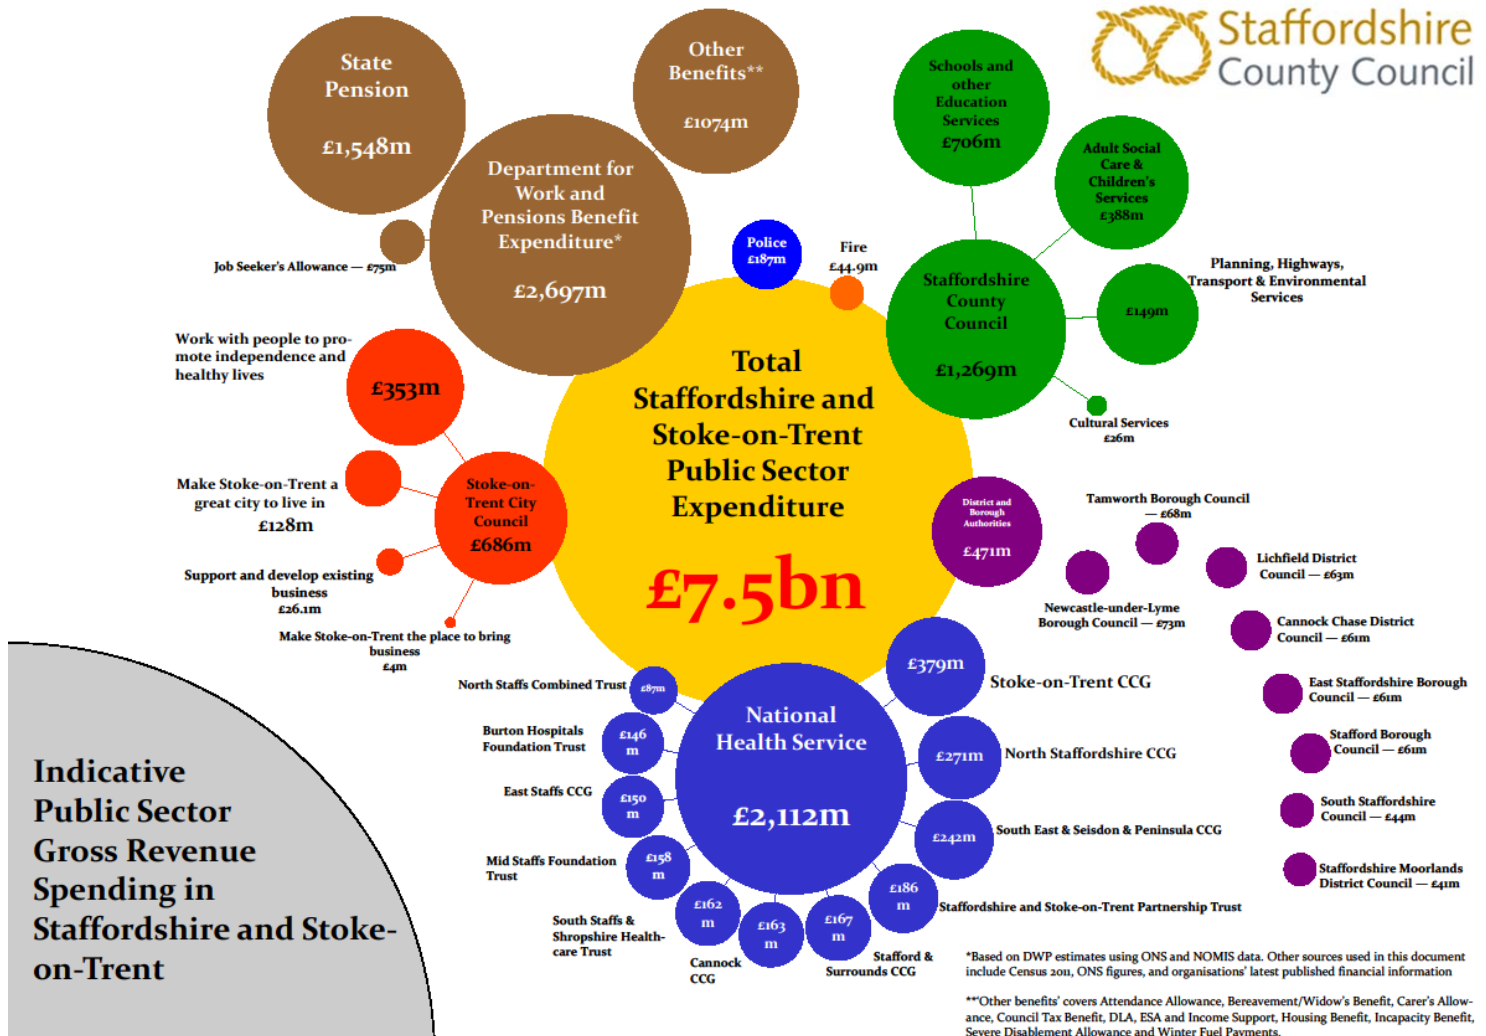 Staffordshire
County Council
State
Pension
£1,548m
Other
Benefits**
£1074m
Department for
Work and
Pensions Benefit
Expenditure*
£2,697m
Job Seeker's Allowance — £75m
Police
£187m
Fire
£44.9m
Schools and
other
Education
Services
£706m
Adult Social
Care &
Children's
Services
£388m
Staffordshire
County
Council
£1,269m
Planning, Highways,
Transport & Environmental
Services
£149m
Cultural Services
£26m
Work with people to pro-
mote independence and
healthy lives
£353m
Make Stoke-on-Trent a
great city to live in
£128m
Stoke-on-
Trent City
Council
£686m
Support and develop existing
business
£26.1m
Make Stoke-on-Trent the place to bring
business
£4m
Total
Staffordshire and
Stoke-on-Trent
Public Sector
Expenditure
£7.5bn
District and
Borough
Authorities
£471m
Tamworth Borough Council
— £68m
Lichfield District
Council — £63m
Newcastle-under-Lyme
Borough Council — £73m
Cannock Chase District
Council — £61m
East Staffordshire Borough
Council — £61m
Stafford Borough
Council — £61m
South Staffordshire
Council — £44m
Staffordshire Moorlands
District Council — £41m
National
Health Service
£2,112m
North Staffs Combined Trust
£87m
Burton Hospitals
Foundation Trust
£146
m
East Staffs CCG
£150
m
Mid Staffs Foundation
Trust
£158
m
South Staffs &
Shropshire Health-
care Trust
£162
m
Cannock
CCG
£163
m
£167
m
Stafford &
Surrounds CCG
£186
m
Staffordshire and Stoke-on-Trent Partnership Trust
£242m
South East & Seisdon & Peninsula CCG
£271m
North Staffordshire CCG
£379m
Stoke-on-Trent CCG
Indicative
Public Sector
Gross Revenue
Spending in
Staffordshire and Stoke-
on-Trent
*Based on DWP estimates using ONS and NOMIS data. Other sources used in this document
include Census 2011, ONS figures, and organisations' latest published financial information
**'Other benefits' covers Attendance Allowance, Bereavement/Widow's Benefit, Carer's Allow-
ance, Council Tax Benefit, DLA, ESA and Income Support, Housing Benefit, Incapacity Benefit,
Severe Disablement Allowance and Winter Fuel Payments.